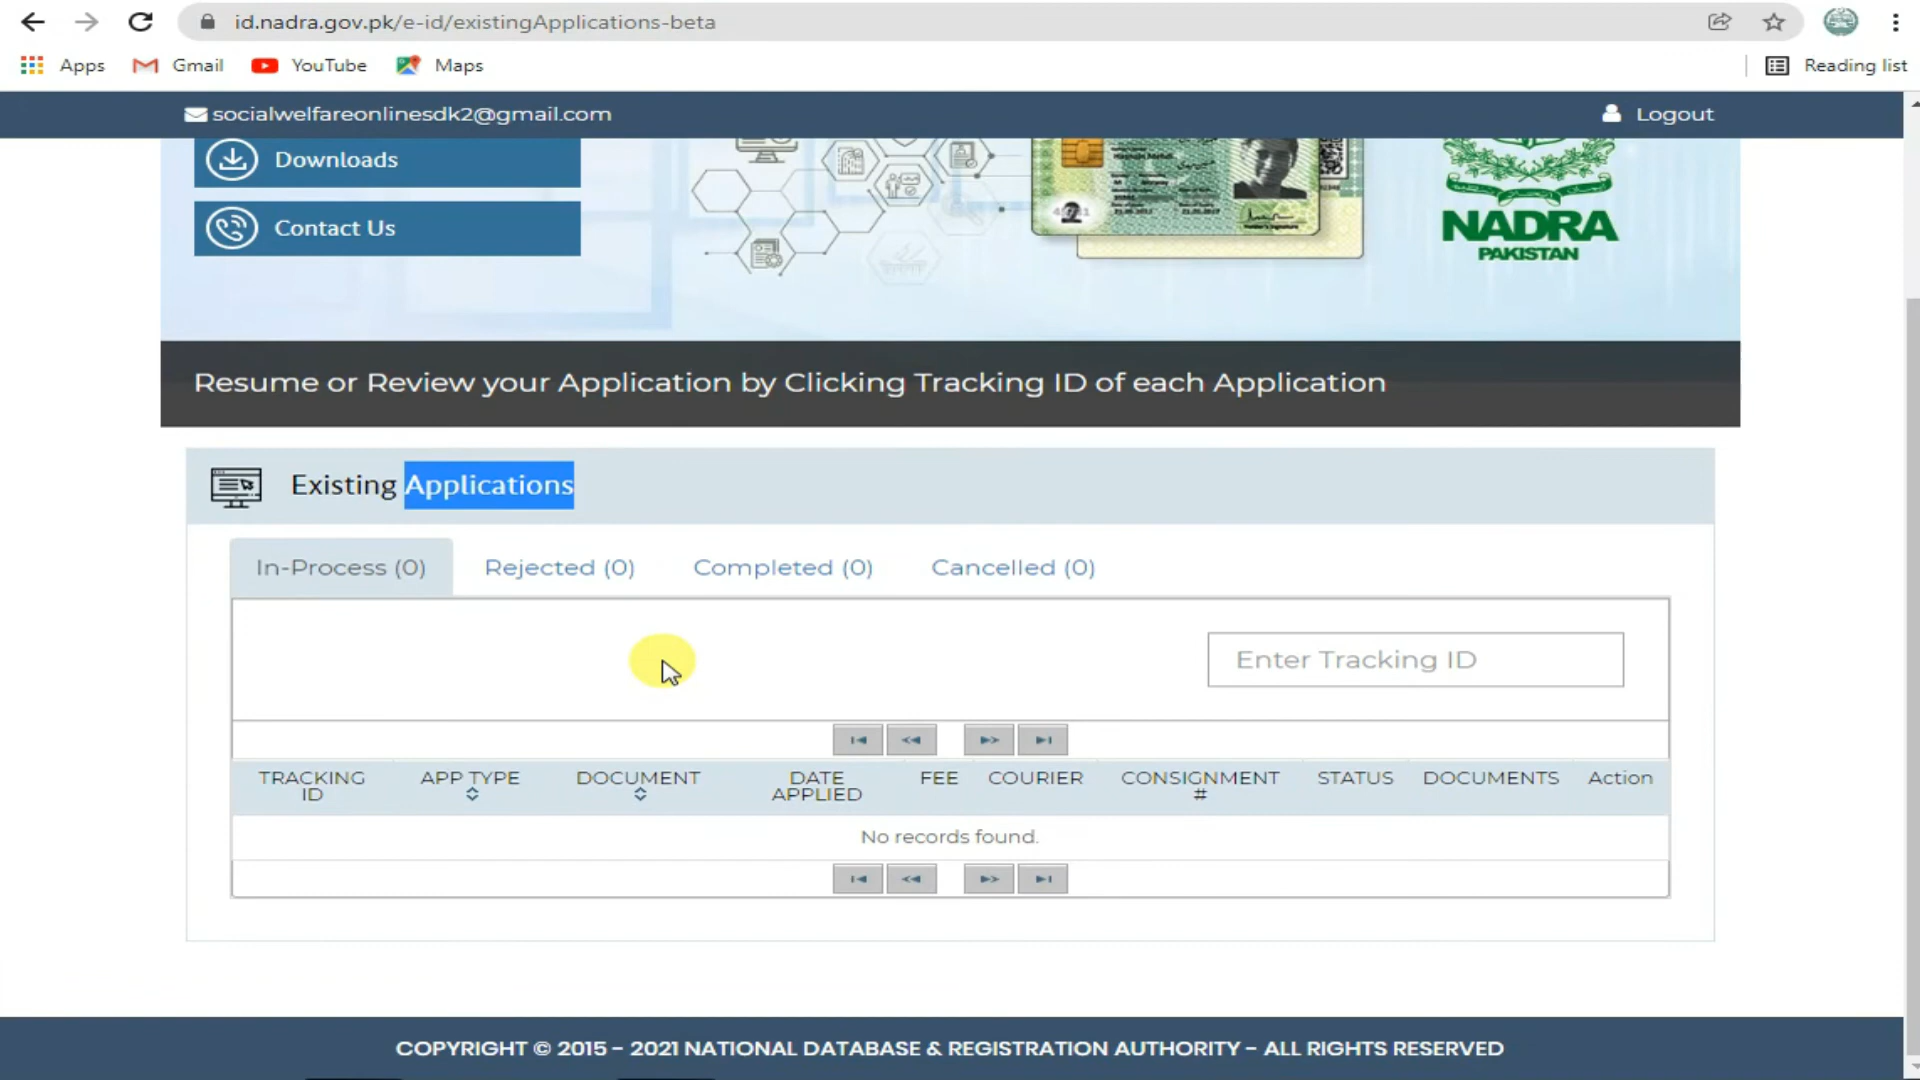 id.nadra.gov.pk/e-id/existingApplications-beta
Apps Gmail YouTube Maps Reading list
socialwelfareonlinesdk2@gmail.com Logout
Downloads
Contact Us
NADRA
PAKISTAN
Resume or Review your Application by Clicking Tracking ID of each Application
Existing Applications
In-Process (0) Rejected (0) Completed (0) Cancelled (0)
Enter Tracking ID
TRACKING ID APP TYPE DOCUMENT DATE APPLIED FEE COURIER CONSIGNMENT # STATUS DOCUMENTS Action
No records found.
COPYRIGHT © 2015 - 2021 NATIONAL DATABASE & REGISTRATION AUTHORITY - ALL RIGHTS RESERVED